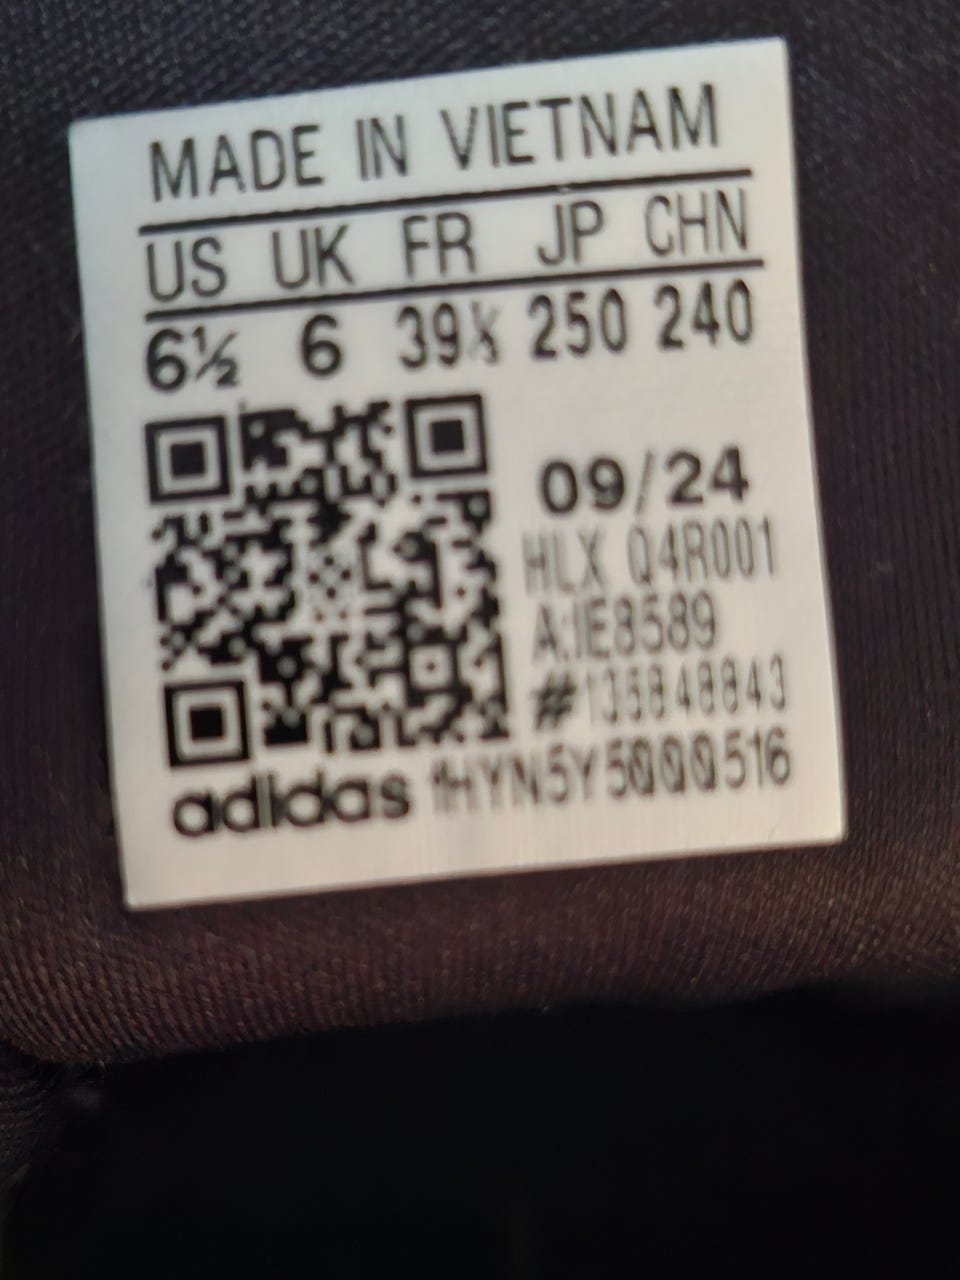 MADE IN VIETNAM
US UK FR JP CHN
6½ 6 39⅓ 250 240
09/24
HLX Q4R001
A:IE8589
#135848843
adidas fHYN5Y5000516